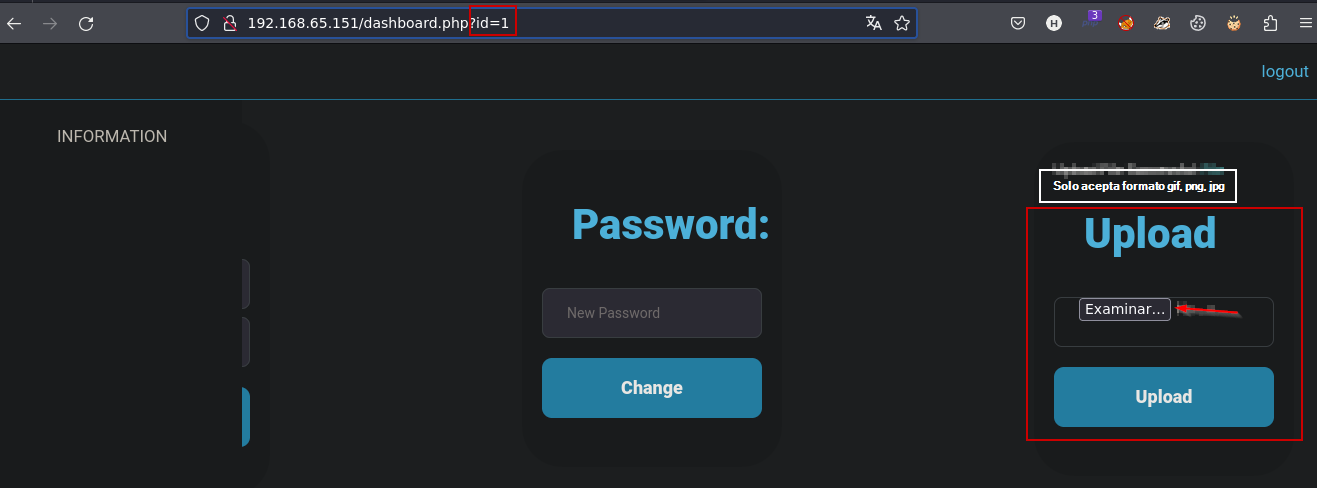 192.168.65.151/dashboard.php?id=1
3
H
logout
INFORMATION
Solo acepta formato gif, png, jpg
Password:
Upload
New Password
Examinar...
Change
Upload